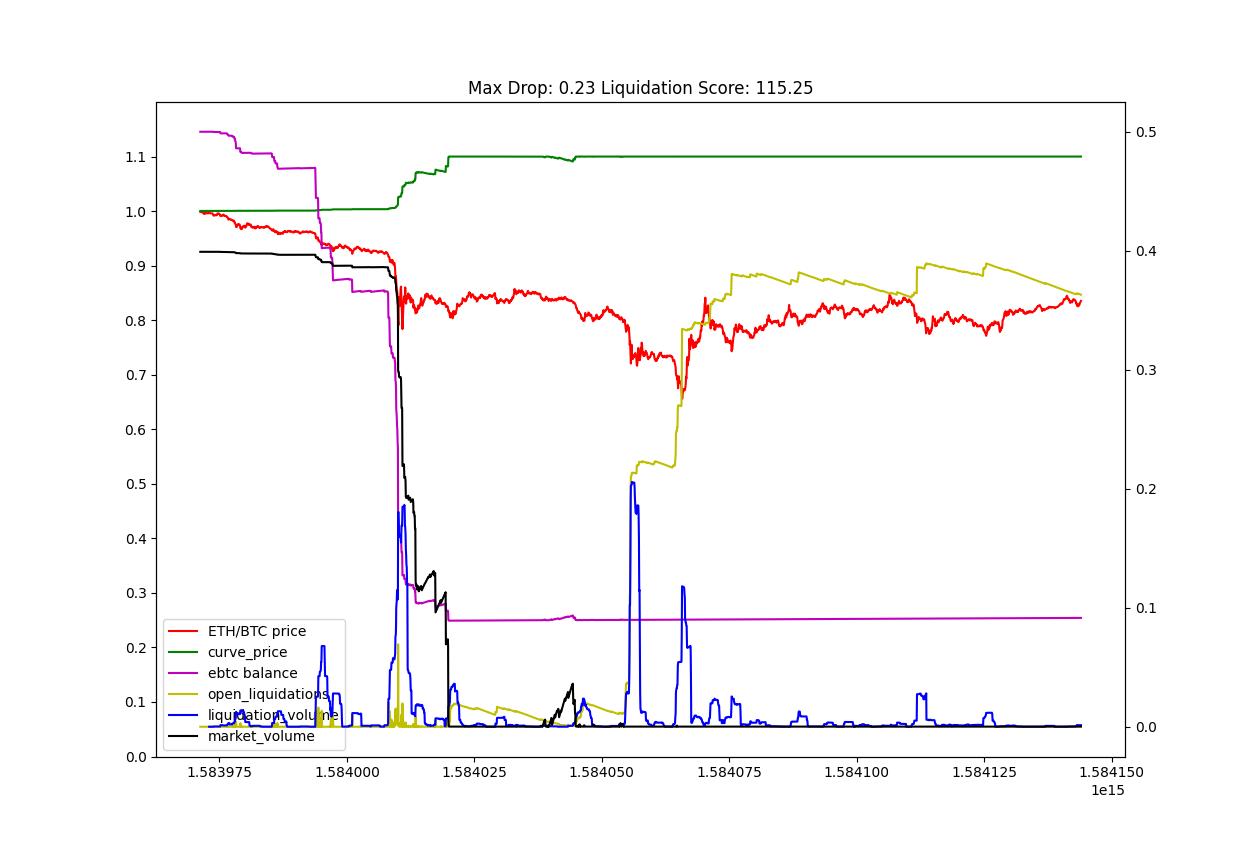 Max Drop: 0.23 Liquidation Score: 115.25
1.1
1.0
0.9
0.8
0.7
0.6
0.5
0.4
0.3
0.2
0.1
0.0
0.5
0.4
0.3
0.2
0.1
0.0
ETH/BTC price
curve_price
ebtc balance
open_liquidations
liquidation_volume
market_volume
1.583975 1.584000 1.584025 1.584050 1.584075 1.584100 1.584125 1.584150
1e15